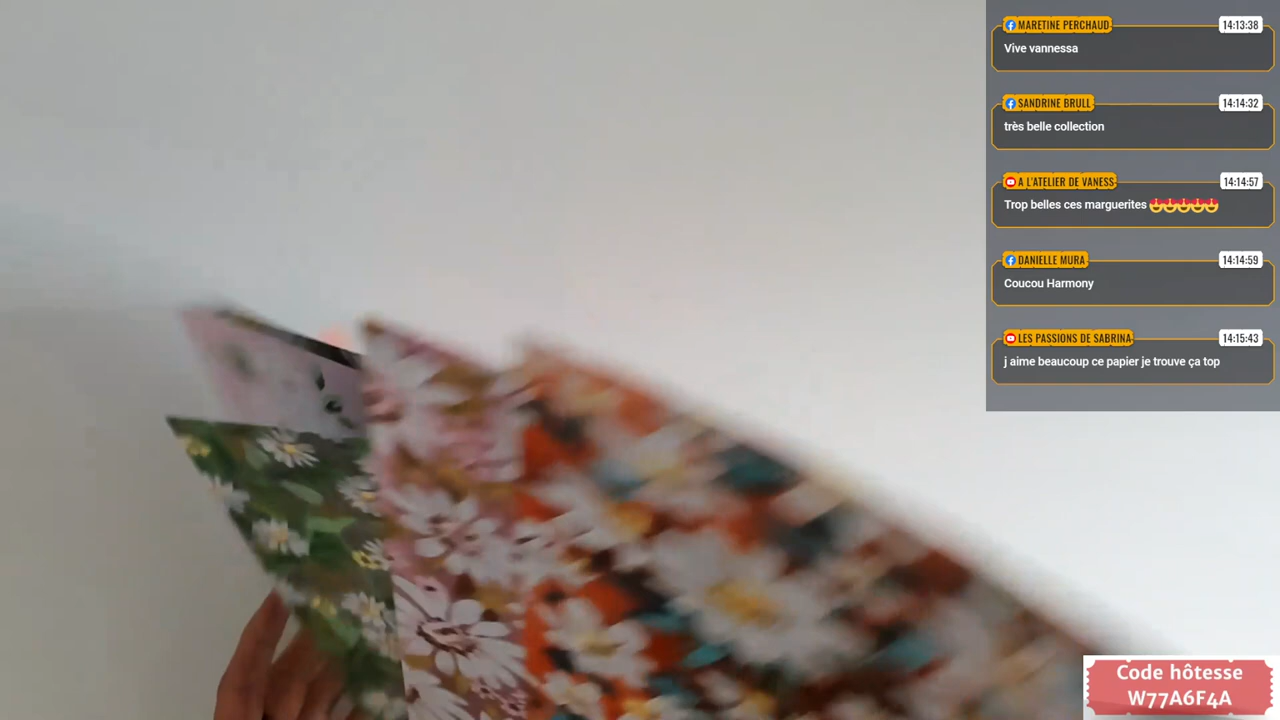 MARETINE PERCHAUD
14:13:38
Vive vannessa
SANDRINE BRULL
14:14:32
très belle collection
A L'ATELIER DE VANESS
14:14:57
Trop belles ces marguerites
DANIELLE MURA
14:14:59
Coucou Harmony
LES PASSIONS DE SABRINA
14:15:43
j aime beaucoup ce papier je trouve ça top
Code hôtesse
W77A6F4A